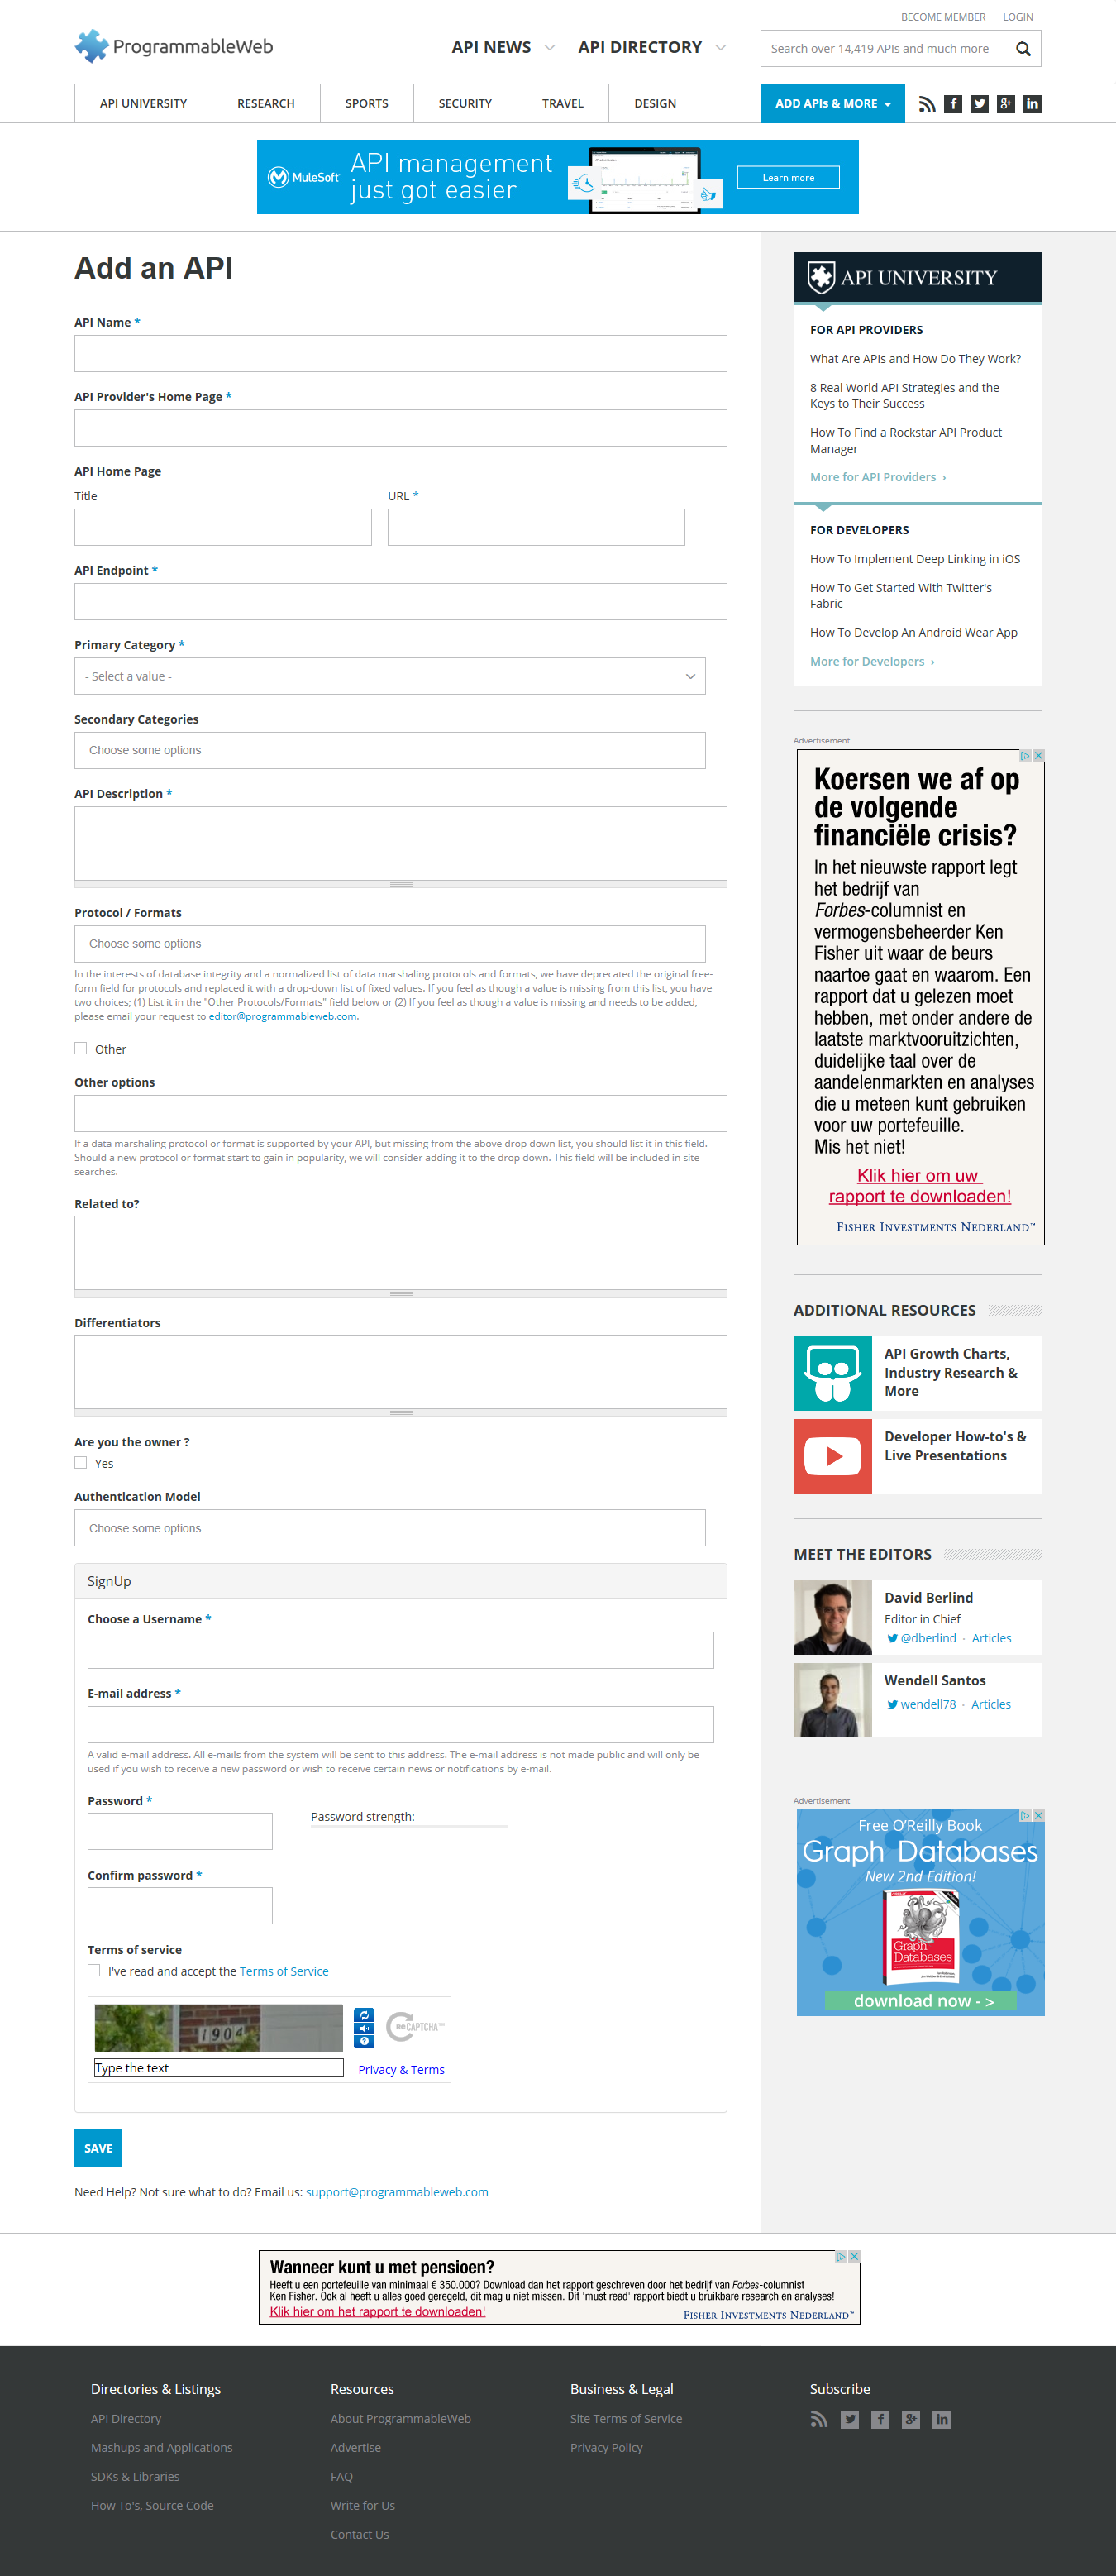 BECOME MEMBER | LOGIN
ProgrammableWeb
API NEWS
API DIRECTORY
Search over 14,419 APIs and much more
API UNIVERSITY
RESEARCH
SPORTS
SECURITY
TRAVEL
DESIGN
ADD APIs & MORE
MuleSoft
API management
just got easier
Learn more
Add an API
API Name *
API Provider's Home Page *
API Home Page
Title
URL *
API Endpoint *
Primary Category *
- Select a value -
Secondary Categories
Choose some options
API Description *
Protocol / Formats
Choose some options
In the interests of database integrity and a normalized list of data marshaling protocols and formats, we have deprecated the original free-
form field for protocols and replaced it with a drop-down list of fixed values. If you feel as though a value is missing from this list, you have
two choices; (1) List it in the "Other Protocols/Formats" field below or (2) If you feel as though a value is missing and needs to be added,
please email your request to editor@programmableweb.com.
Other
Other options
If a data marshaling protocol or format is supported by your API, but missing from the above drop down list, you should list it in this field.
Should a new protocol or format start to gain in popularity, we will consider adding it to the drop down. This field will be included in site
searches.
Related to?
Differentiators
Are you the owner ?
Yes
Authentication Model
Choose some options
SignUp
Choose a Username *
E-mail address *
A valid e-mail address. All e-mails from the system will be sent to this address. The e-mail address is not made public and will only be
used if you wish to receive a new password or wish to receive certain news or notifications by e-mail.
Password *
Password strength:
Confirm password *
Terms of service
I've read and accept the Terms of Service
1904
reCAPTCHA™
Type the text
Privacy & Terms
SAVE
Need Help? Not sure what to do? Email us: support@programmableweb.com
API UNIVERSITY
FOR API PROVIDERS
What Are APIs and How Do They Work?
8 Real World API Strategies and the
Keys to Their Success
How To Find a Rockstar API Product
Manager
More for API Providers ›
FOR DEVELOPERS
How To Implement Deep Linking in iOS
How To Get Started With Twitter's
Fabric
How To Develop An Android Wear App
More for Developers ›
Advertisement
Koersen we af op
de volgende
financiële crisis?
In het nieuwste rapport legt
het bedrijf van
Forbes-columnist en
vermogensbeheerder Ken
Fisher uit waar de beurs
naartoe gaat en waarom. Een
rapport dat u gelezen moet
hebben, met onder andere de
laatste marktvooruitzichten,
duidelijke taal over de
aandelenmarkten en analyses
die u meteen kunt gebruiken
voor uw portefeuille.
Mis het niet!
Klik hier om uw
rapport te downloaden!
FISHER INVESTMENTS NEDERLAND™
ADDITIONAL RESOURCES
API Growth Charts,
Industry Research &
More
Developer How-to's &
Live Presentations
MEET THE EDITORS
David Berlind
Editor in Chief
@dberlind · Articles
Wendell Santos
wendell78 · Articles
Advertisement
Free O'Reilly Book
Graph Databases
New 2nd Edition!
Graph
Databases
download now - >
Wanneer kunt u met pensioen?
Heeft u een portefeuille van minimaal € 350.000? Download dan het rapport geschreven door het bedrijf van Forbes-columnist
Ken Fisher. Ook al heeft u alles goed geregeld, dit mag u niet missen. Dit 'must read' rapport biedt u bruikbare research en analyses!
Klik hier om het rapport te downloaden!
FISHER INVESTMENTS NEDERLAND™
Directories & Listings
API Directory
Mashups and Applications
SDKs & Libraries
How To's, Source Code
Resources
About ProgrammableWeb
Advertise
FAQ
Write for Us
Contact Us
Business & Legal
Site Terms of Service
Privacy Policy
Subscribe